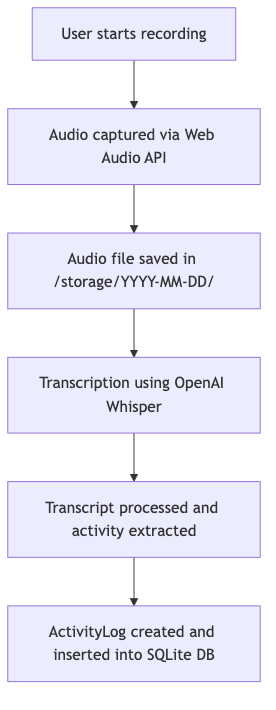 User starts recording
Audio captured via Web
Audio API
Audio file saved in
/storage/YYYY-MM-DD/
Transcription using OpenAI
Whisper
Transcript processed and
activity extracted
ActivityLog created and
inserted into SQLite DB